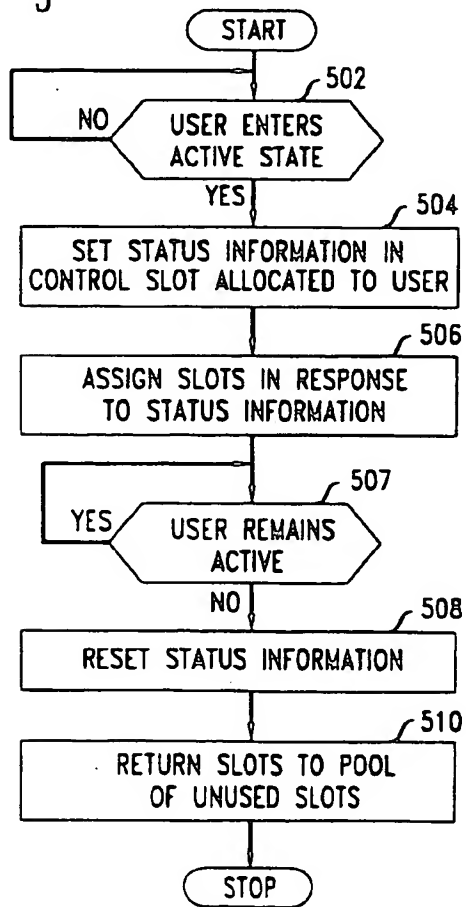 START
502
USER ENTERS
ACTIVE STATE
NO
YES
504
SET STATUS INFORMATION IN
CONTROL SLOT ALLOCATED TO USER
506
ASSIGN SLOTS IN RESPONSE
TO STATUS INFORMATION
507
YES
USER REMAINS
ACTIVE
NO
508
RESET STATUS INFORMATION
510
RETURN SLOTS TO POOL
OF UNUSED SLOTS
STOP